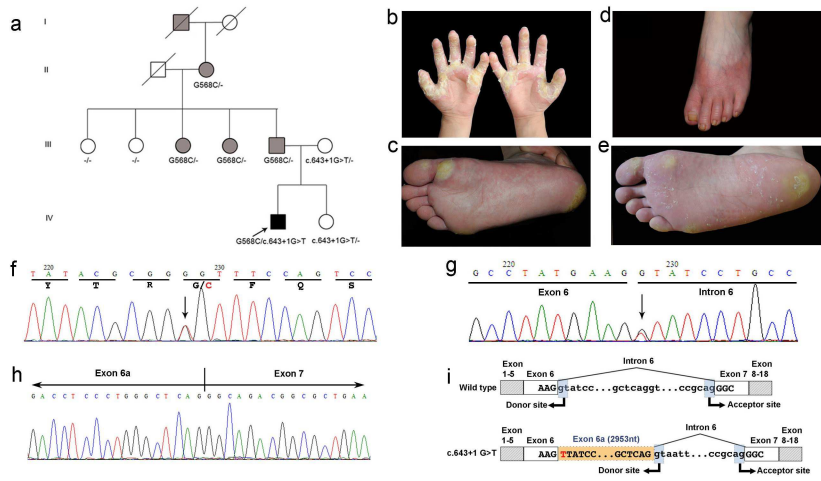 a
I
II
G568C/-
III
-/-
-/-
G568C/-
G568C/-
G568C/-
c.643+1G>T/-
IV
G568C/c.643+1G>T
c.643+1G>T/-
b
c
d
e
f
220
230
T A T A C G C G G G G T T T C C A G T C C
Y T R G/C F Q S
g
220
230
G C C T A T G A A G G T A T C C T G C C
Exon 6
Intron 6
h
Exon 6a
Exon 7
G A C C T C C C T G G G C T C A G G G C A G A C G G C G C T G A A
i
Intron 6
Exon 1-5
Exon 6
Exon 7
Exon 8-18
Wild type
AAG gtatcc...gctcaggt...ccgcag GGC
Donor site
Acceptor site
Intron 6
Exon 1-5
Exon 6
Exon 6a (2953nt)
Exon 7
Exon 8-18
c.643+1 G>T
AAG TTATCC...GCTCAG gtaatt...ccgcag GGC
Donor site
Acceptor site